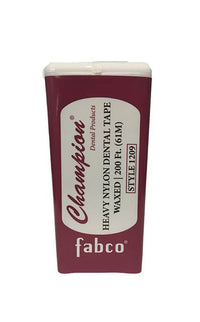 Champion®
Dental Products
HEAVY NYLON DENTAL TAPE
WAXED | 200 Ft. (61M)
STYLE 1209
fabco®